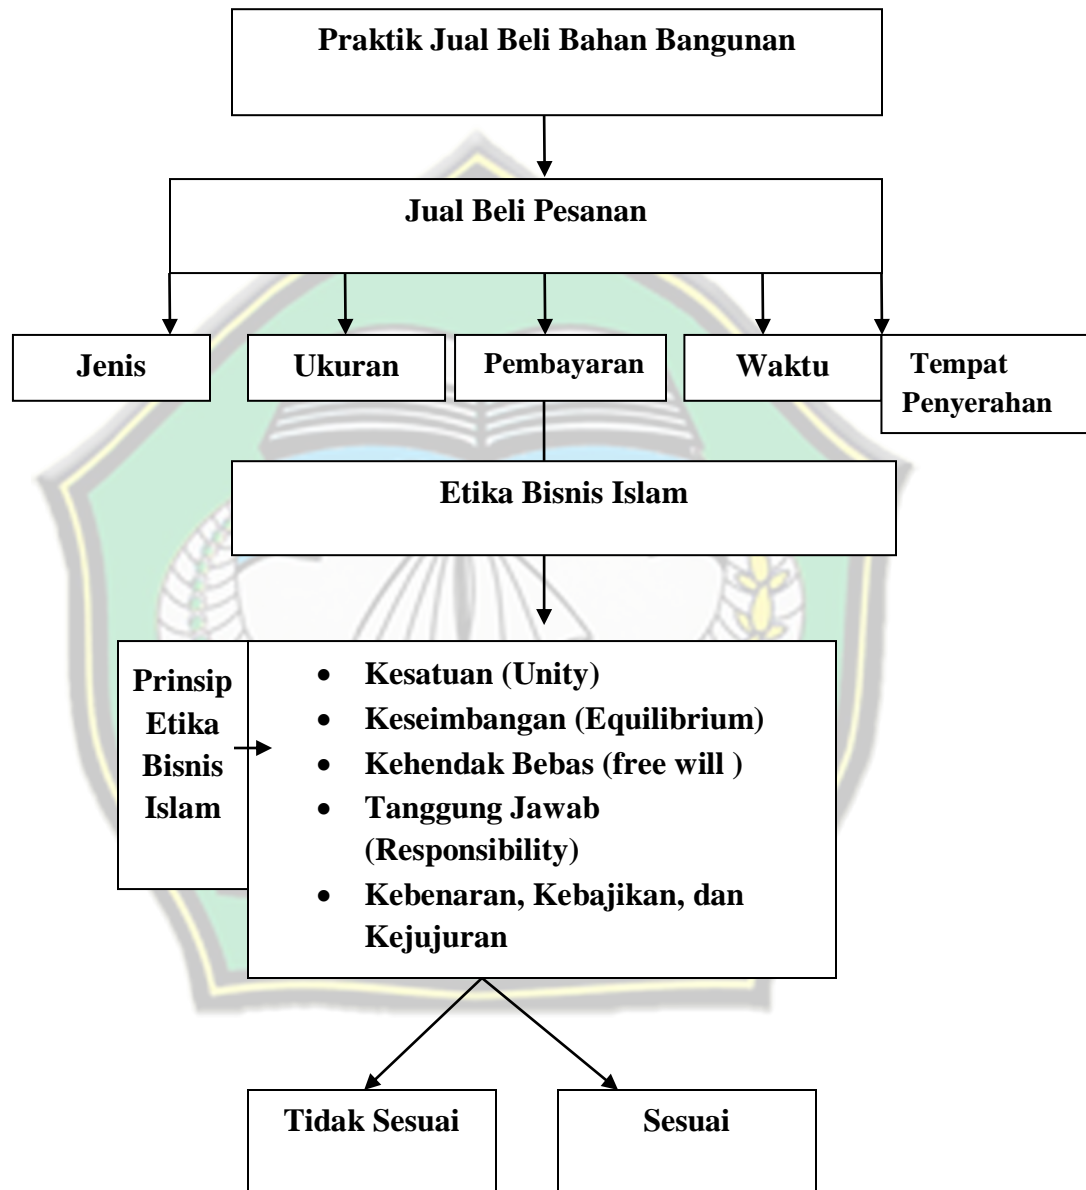 Praktik Jual Beli Bahan Bangunan
Jual Beli Pesanan
Jenis
Ukuran
Pembayaran
Waktu
Tempat
Penyerahan
Etika Bisnis Islam
Prinsip
Etika
Bisnis
Islam
• Kesatuan (Unity)
• Keseimbangan (Equilibrium)
• Kehendak Bebas (free will )
• Tanggung Jawab
(Responsibility)
• Kebenaran, Kebajikan, dan
Kejujuran
Tidak Sesuai
Sesuai